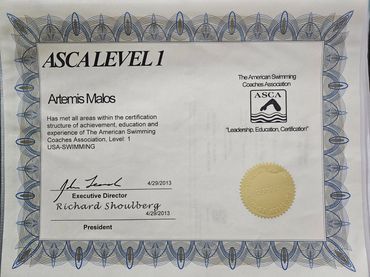 ASCA LEVEL 1
Artemis Malos
Has met all areas within the certification
structure of achievement, education and
experience of The American Swimming
Coaches Association, Level: 1
USA-SWIMMING
The American Swimming
Coaches Association
ASCA
"Leadership, Education, Certification!"
4/29/2013
Executive Director
Richard Shoulberg
4/29/2013
President